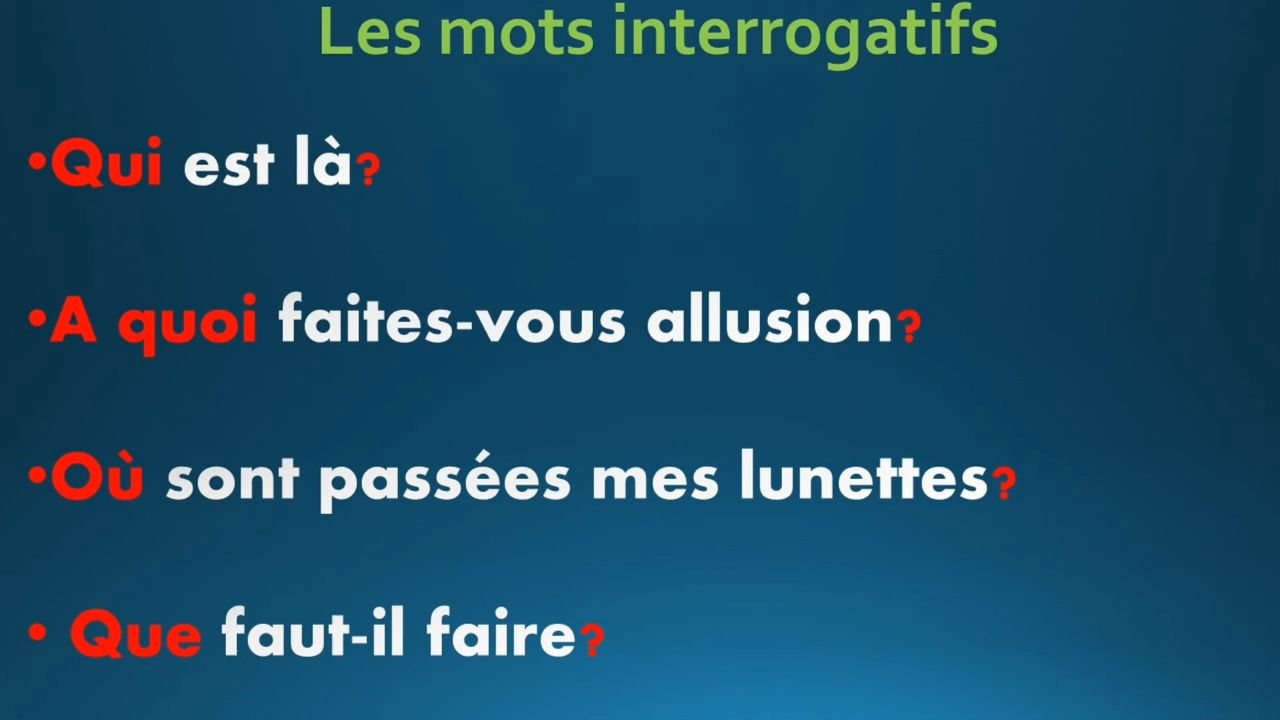 Les mots interrogatifs
•Qui est là?
•A quoi faites-vous allusion?
•Où sont passées mes lunettes?
• Que faut-il faire?